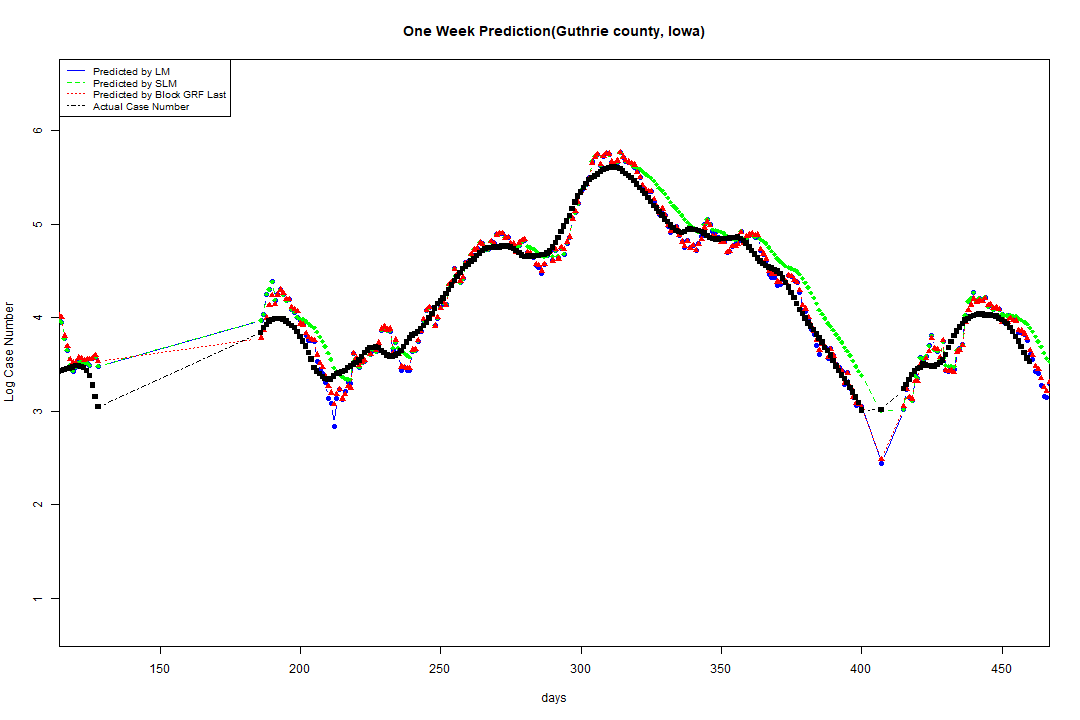 One Week Prediction(Guthrie county, Iowa)
Predicted by LM
Predicted by SLM
Predicted by Block GRF Last
Actual Case Number
6
5
4
3
2
1
Log Case Number
150 200 250 300 350 400 450
days